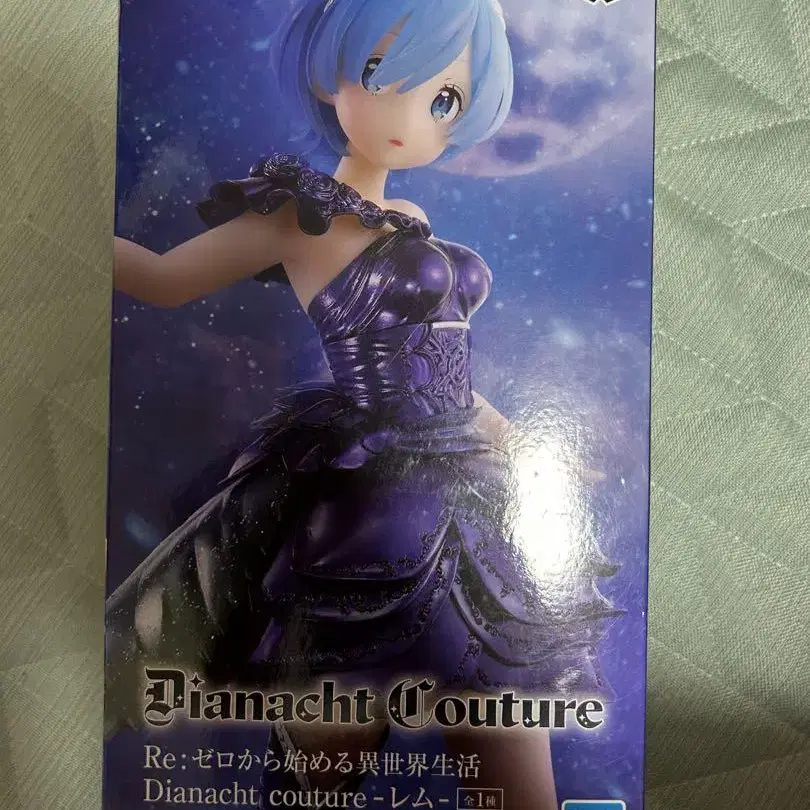 Dianacht Couture
Re:ゼロから始める異世界生活
Dianacht couture-レム- 全1種